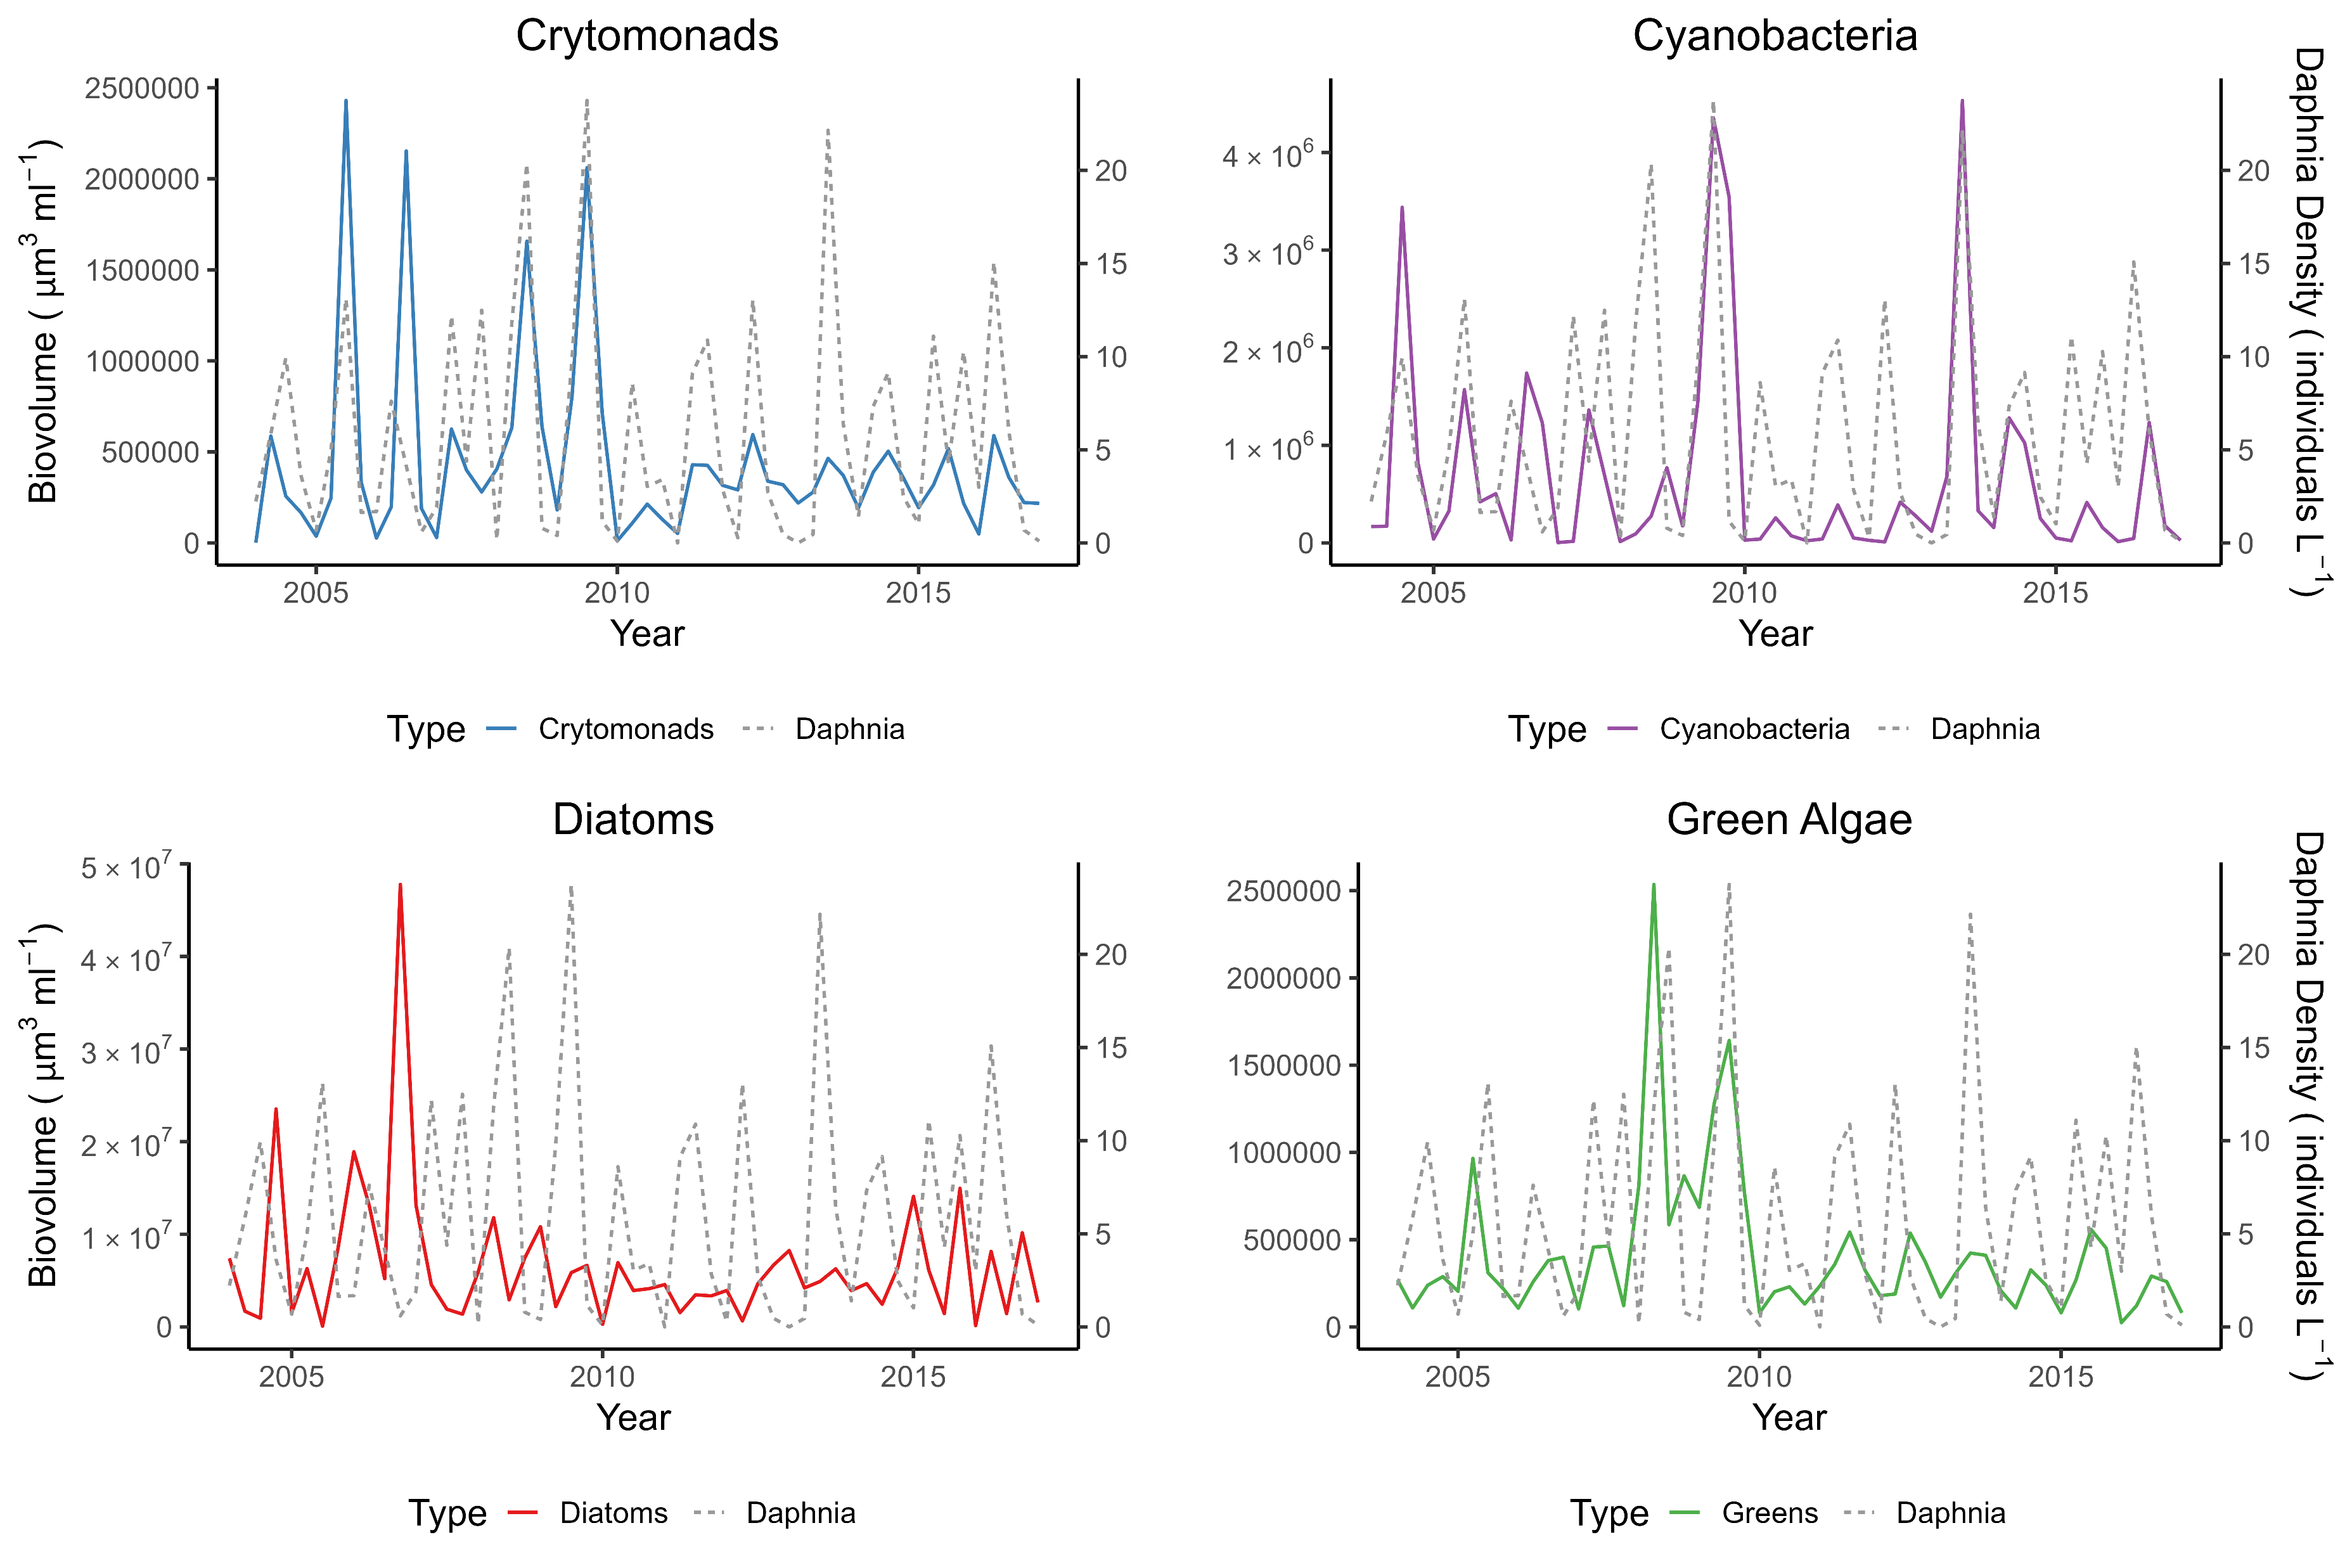 Crytomonads
Biovolume ( μm³ ml⁻¹)
2500000
2000000
1500000
1000000
500000
0
20
15
10
5
0
2005 2010 2015
Year
Type Crytomonads Daphnia
Cyanobacteria
4 × 10⁶
3 × 10⁶
2 × 10⁶
1 × 10⁶
0
20
15
10
5
0
Daphnia Density ( individuals L⁻¹)
2005 2010 2015
Year
Type Cyanobacteria Daphnia
Diatoms
Biovolume ( μm³ ml⁻¹)
5 × 10⁷
4 × 10⁷
3 × 10⁷
2 × 10⁷
1 × 10⁷
0
20
15
10
5
0
2005 2010 2015
Year
Type Diatoms Daphnia
Green Algae
2500000
2000000
1500000
1000000
500000
0
20
15
10
5
0
Daphnia Density ( individuals L⁻¹)
2005 2010 2015
Year
Type Greens Daphnia